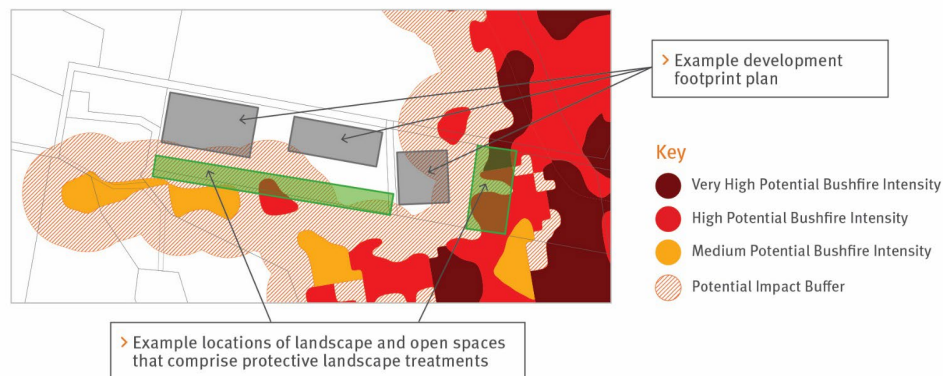 > Example development
footprint plan
Key
Very High Potential Bushfire Intensity
High Potential Bushfire Intensity
Medium Potential Bushfire Intensity
Potential Impact Buffer
> Example locations of landscape and open spaces
that comprise protective landscape treatments